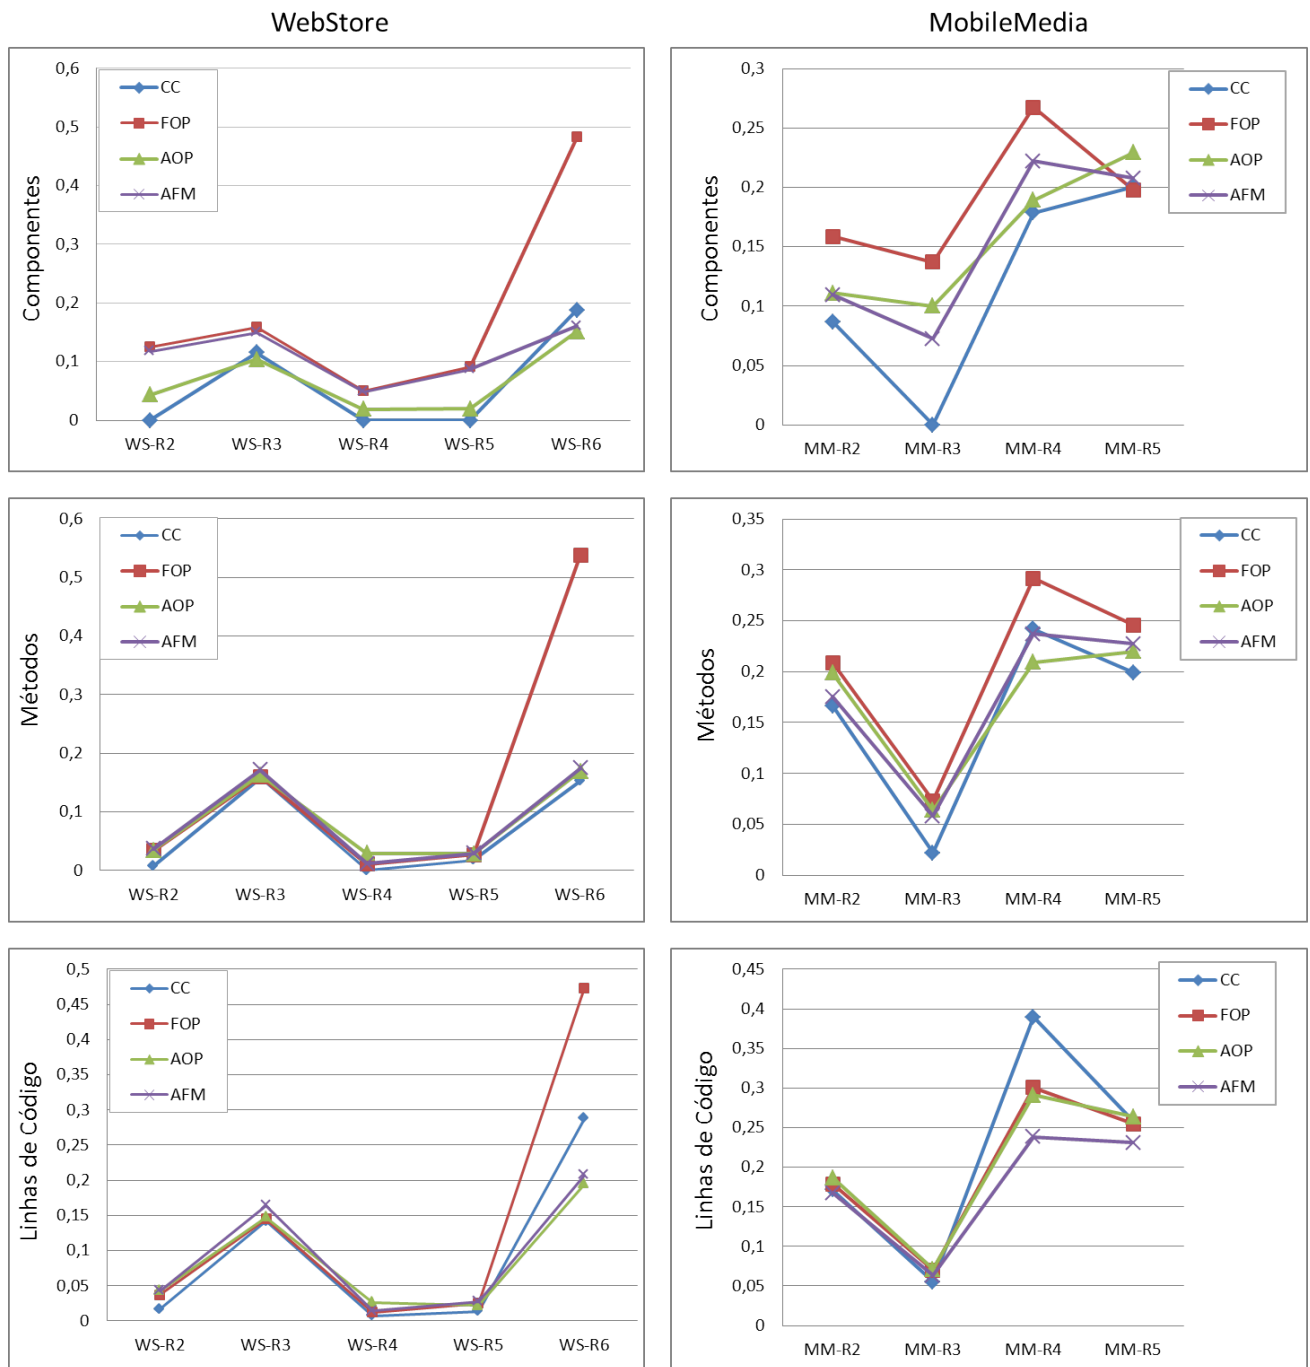 WebStore
MobileMedia
Componentes
0,6
0,5
0,4
0,3
0,2
0,1
0
CC
FOP
AOP
AFM
WS-R2 WS-R3 WS-R4 WS-R5 WS-R6
Componentes
0,3
0,25
0,2
0,15
0,1
0,05
0
CC
FOP
AOP
AFM
MM-R2 MM-R3 MM-R4 MM-R5
Métodos
0,6
0,5
0,4
0,3
0,2
0,1
0
CC
FOP
AOP
AFM
WS-R2 WS-R3 WS-R4 WS-R5 WS-R6
Métodos
0,35
0,3
0,25
0,2
0,15
0,1
0,05
0
CC
FOP
AOP
AFM
MM-R2 MM-R3 MM-R4 MM-R5
Linhas de Código
0,5
0,45
0,4
0,35
0,3
0,25
0,2
0,15
0,1
0,05
0
CC
FOP
AOP
AFM
WS-R2 WS-R3 WS-R4 WS-R5 WS-R6
Linhas de Código
0,45
0,4
0,35
0,3
0,25
0,2
0,15
0,1
0,05
0
CC
FOP
AOP
AFM
MM-R2 MM-R3 MM-R4 MM-R5